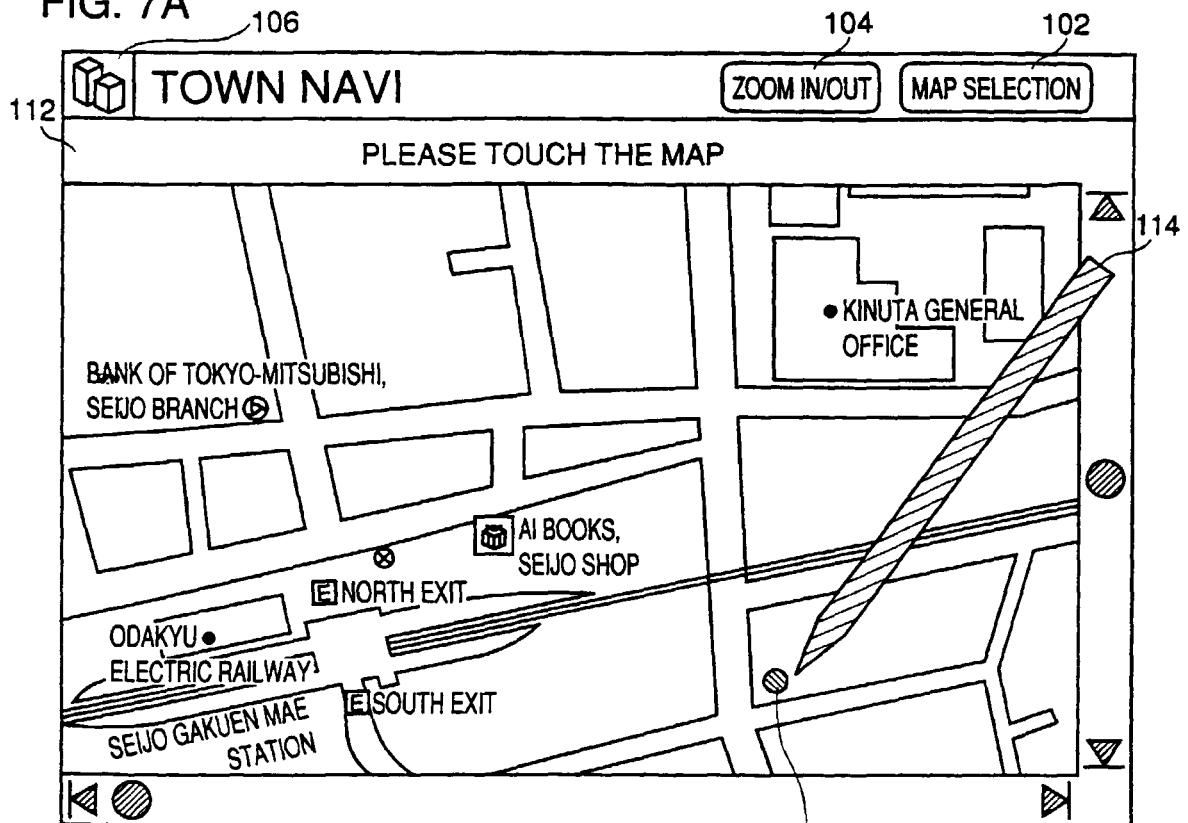 FIG. 7A
106
104
102
TOWN NAVI
ZOOM IN/OUT
MAP SELECTION
112
PLEASE TOUCH THE MAP
114
KINUTA GENERAL
OFFICE
BANK OF TOKYO-MITSUBISHI,
SEIJO BRANCH
AI BOOKS,
SEIJO SHOP
E NORTH EXIT
ODAKYU
ELECTRIC RAILWAY
E SOUTH EXIT
SEIJO GAKUEN MAE
STATION